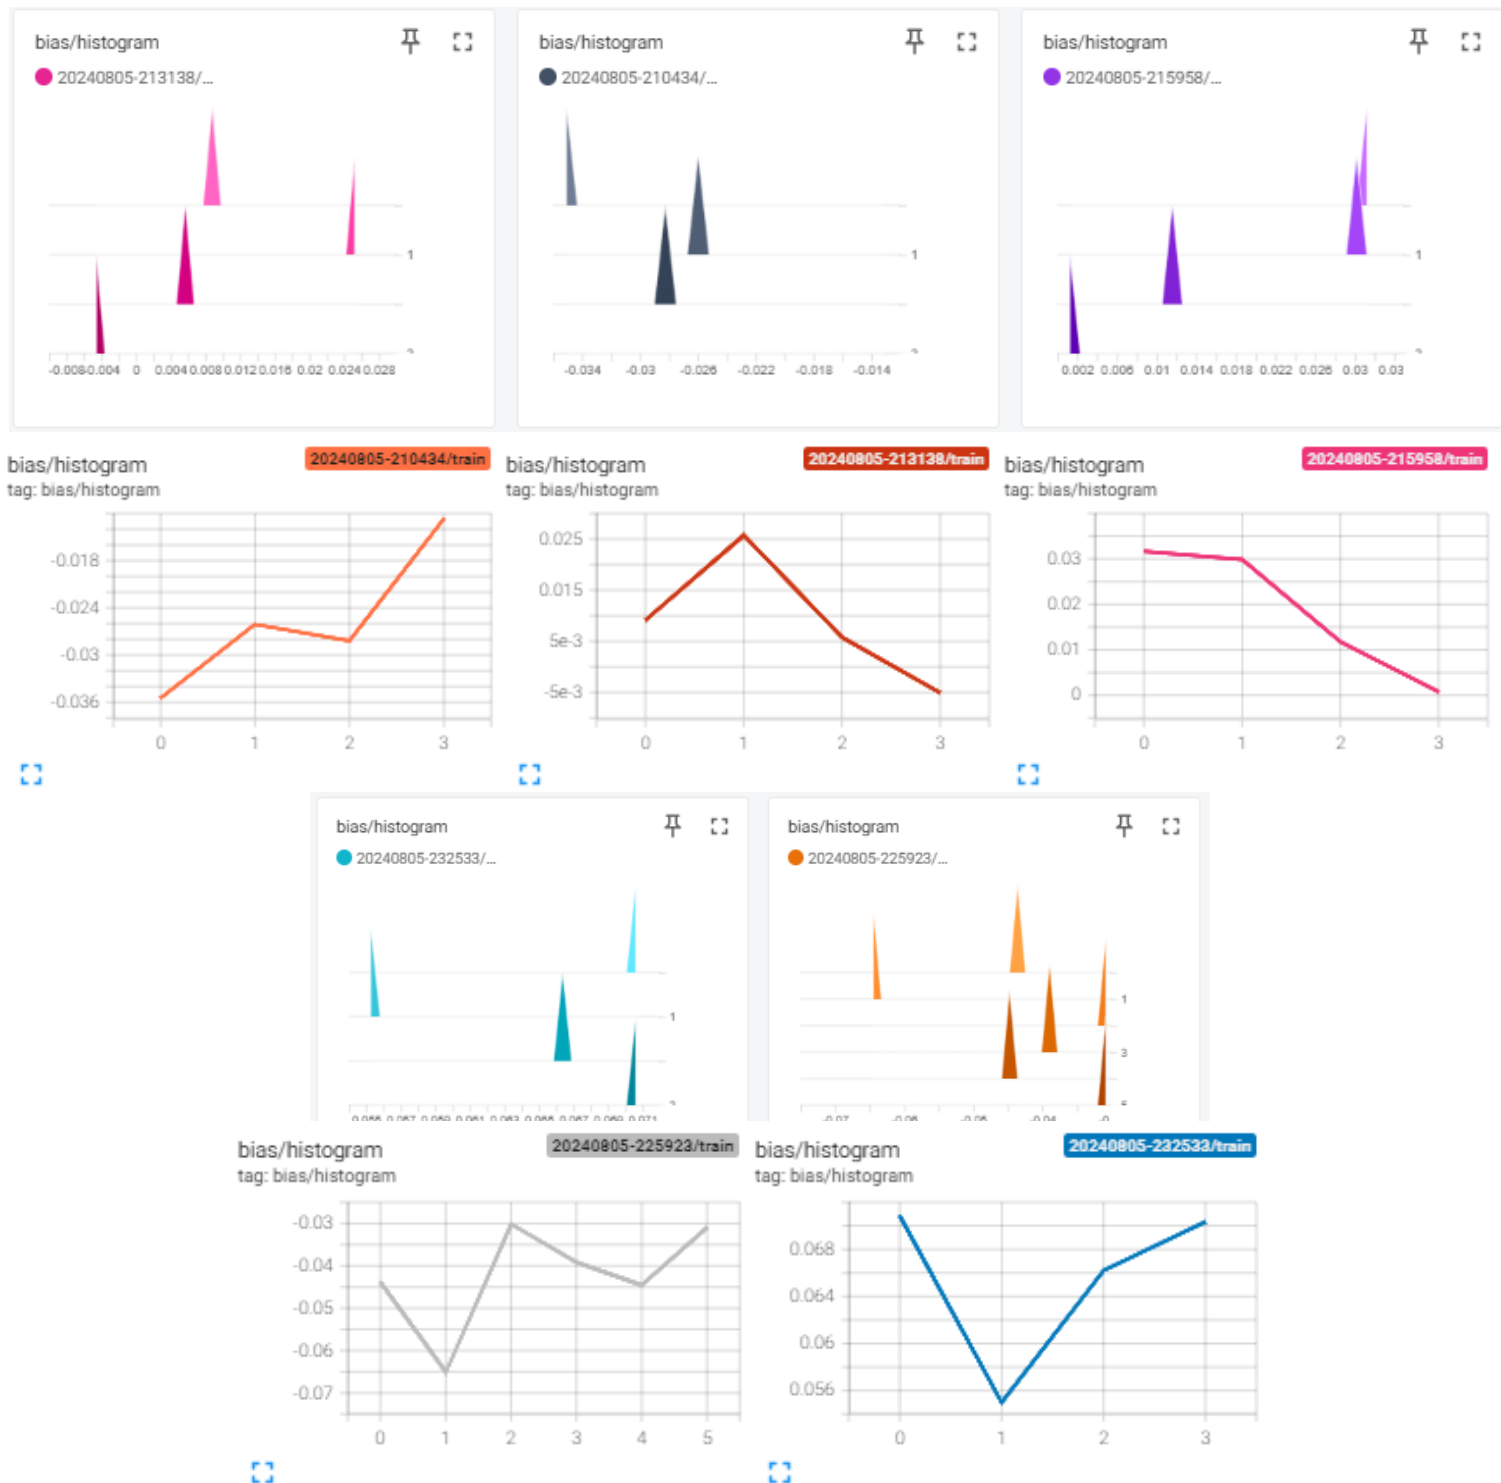 bias/histogram
20240805-213138/...
1
-0.004 0 0.004 0.008 0.012 0.016 0.02 0.024 0.028
bias/histogram
20240805-210434/...
1
-0.034 -0.03 -0.026 -0.022 -0.018 -0.014
bias/histogram
20240805-215958/...
1
0.002 0.006 0.01 0.014 0.018 0.022 0.026 0.03 0.03
bias/histogram
20240805-210434/train
tag: bias/histogram
-0.018
-0.024
-0.03
-0.036
0 1 2 3
bias/histogram
20240805-213138/train
tag: bias/histogram
0.025
0.015
5e-3
-5e-3
0 1 2 3
bias/histogram
20240805-215958/train
tag: bias/histogram
0.03
0.02
0.01
0
0 1 2 3
bias/histogram
20240805-232533/...
1
bias/histogram
20240805-225923/...
1
3
bias/histogram
20240805-225923/train
tag: bias/histogram
-0.03
-0.04
-0.05
-0.06
-0.07
0 1 2 3 4 5
bias/histogram
20240805-232533/train
tag: bias/histogram
0.068
0.064
0.06
0.056
0 1 2 3